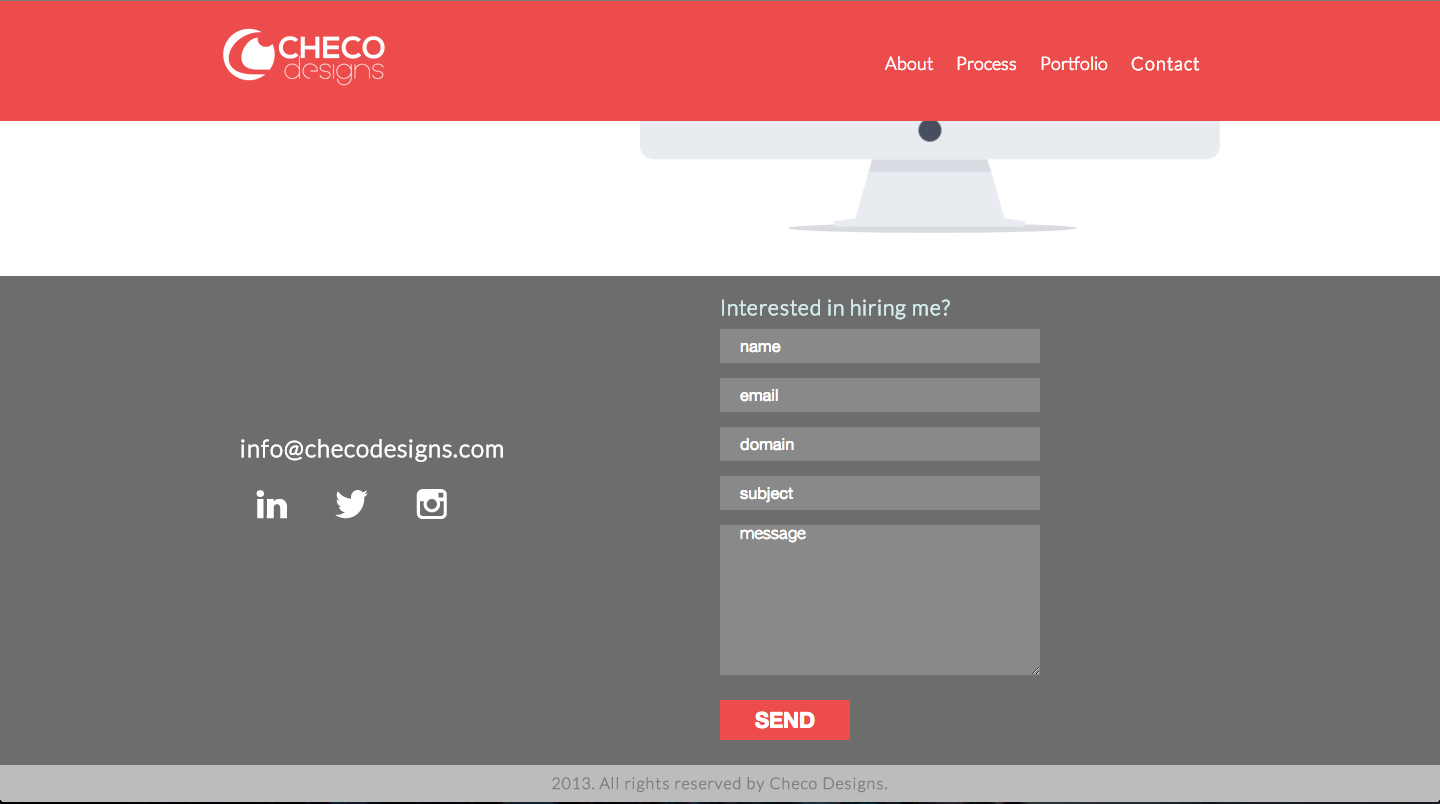 CHECO
designs
About Process Portfolio Contact
Interested in hiring me?
name
email
domain
subject
message
SEND
info@checodesigns.com
in
2013. All rights reserved by Checo Designs.